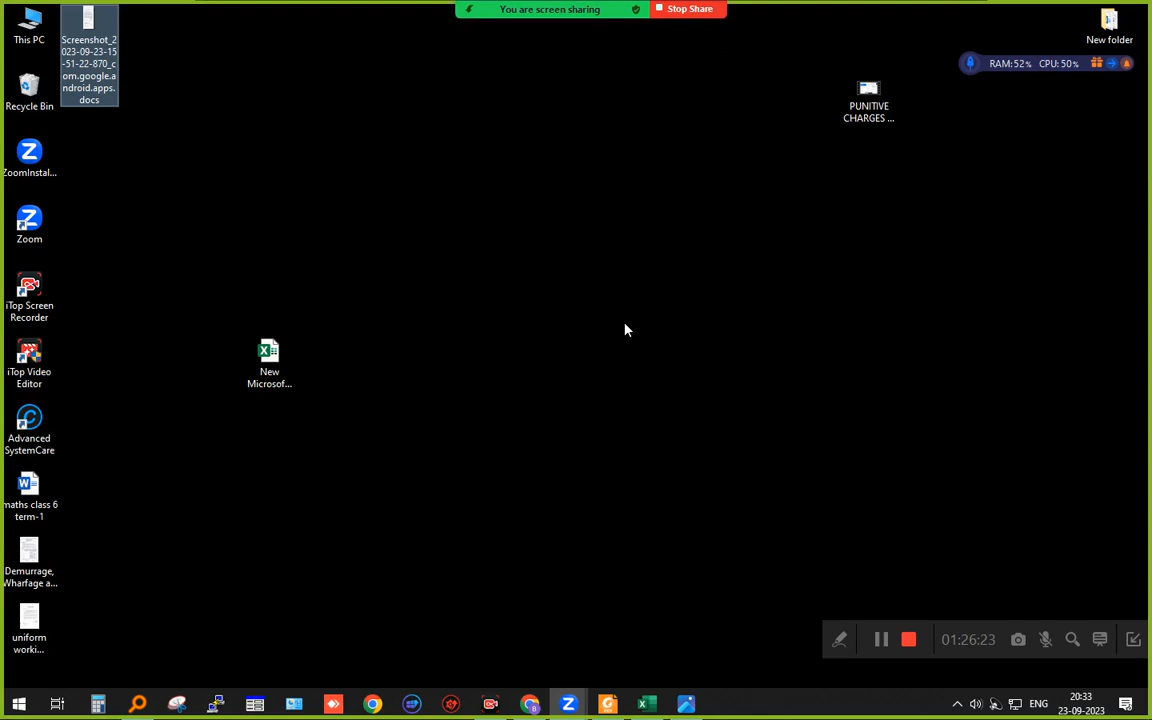 You are screen sharing
Stop Share
This PC
Screenshot_2
023-09-23-15
-51-22-870_c
om.google.a
ndroid.apps.
docs
New folder
RAM:52% CPU:50%
PUNITIVE
CHARGES ...
Recycle Bin
ZoomInstal...
Zoom
iTop Screen
Recorder
iTop Video
Editor
New
Microsof...
Advanced
SystemCare
maths class 6
term-1
Demurrage,
Wharfage a...
uniform
worki...
01:26:23
ENG
20:33
23-09-2023